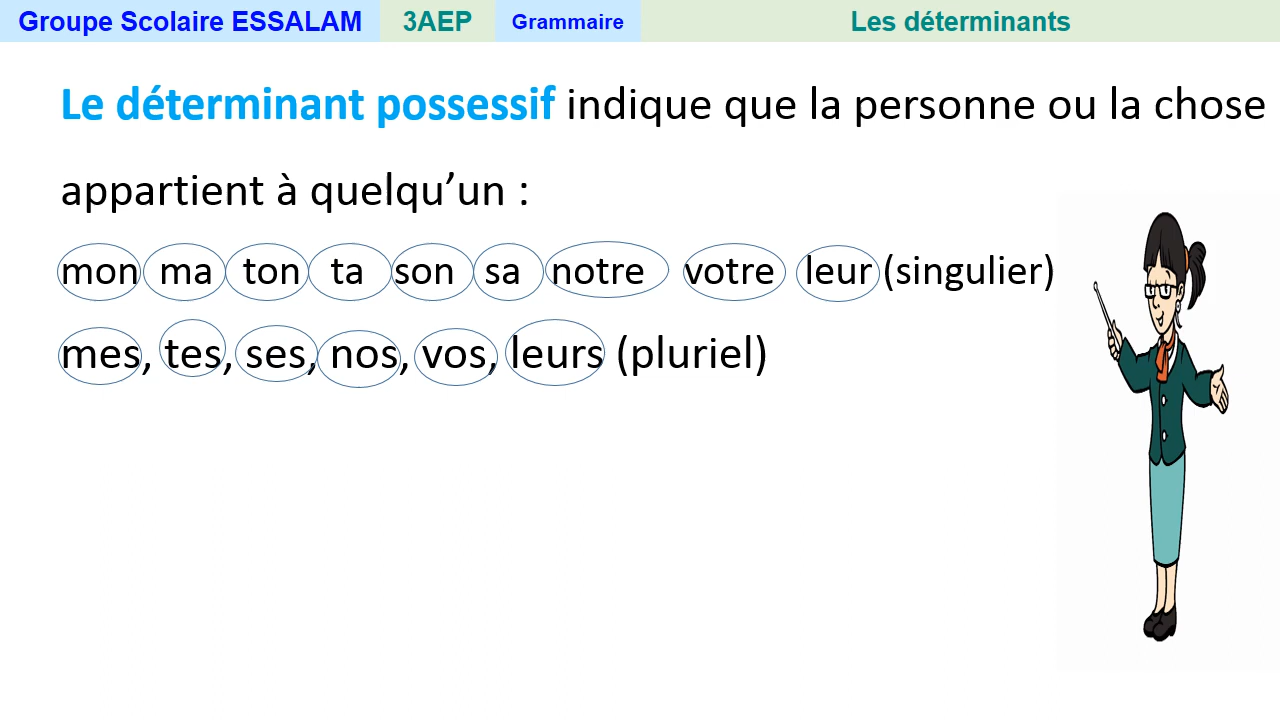 Groupe Scolaire ESSALAM 3AEP Grammaire Les déterminants
Le déterminant possessif indique que la personne ou la chose
appartient à quelqu’un :
mon ma ton ta son sa notre votre leur (singulier)
mes, tes, ses, nos, vos, leurs (pluriel)